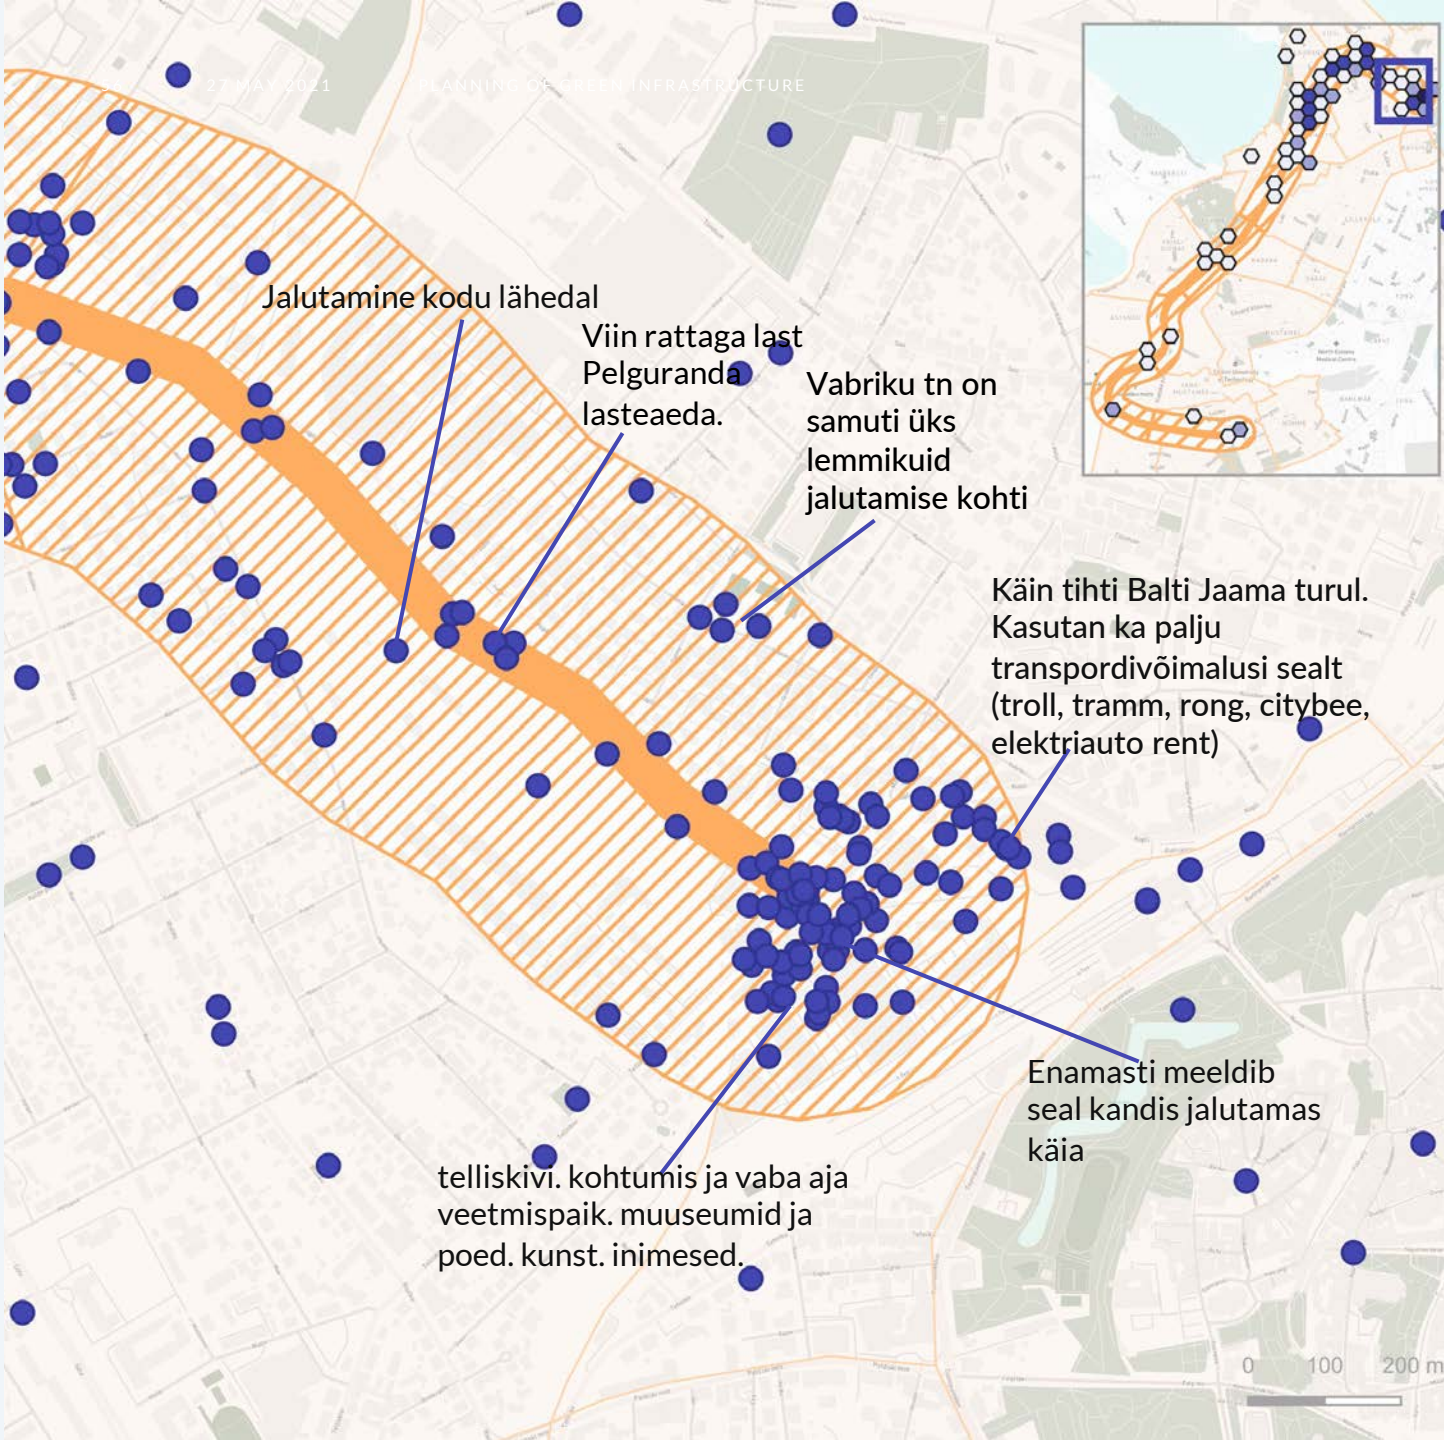 27 MAY 2021
PLANNING OF GREEN INFRASTRUCTURE
Jalutamine kodu lähedal
Viin rattaga last
Pelguranda
lasteaeda.
Vabriku tn on
samuti üks
lemmikuid
jalutamise kohti
Käin tihti Balti Jaama turul.
Kasutan ka palju
transpordivõimalusi sealt
(troll, tramm, rong, citybee,
elektriauto rent)
Enamasti meeldib
seal kandis jalutamas
käia
telliskivi. kohtumis ja vaba aja
veetmispaik. muuseumid ja
poed. kunst. inimesed.
0 100 200 m